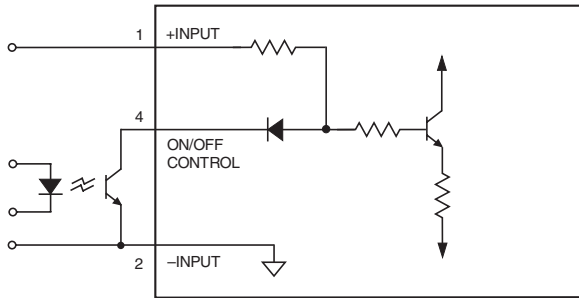 1 +INPUT
4
ON/OFF
CONTROL
2 –INPUT